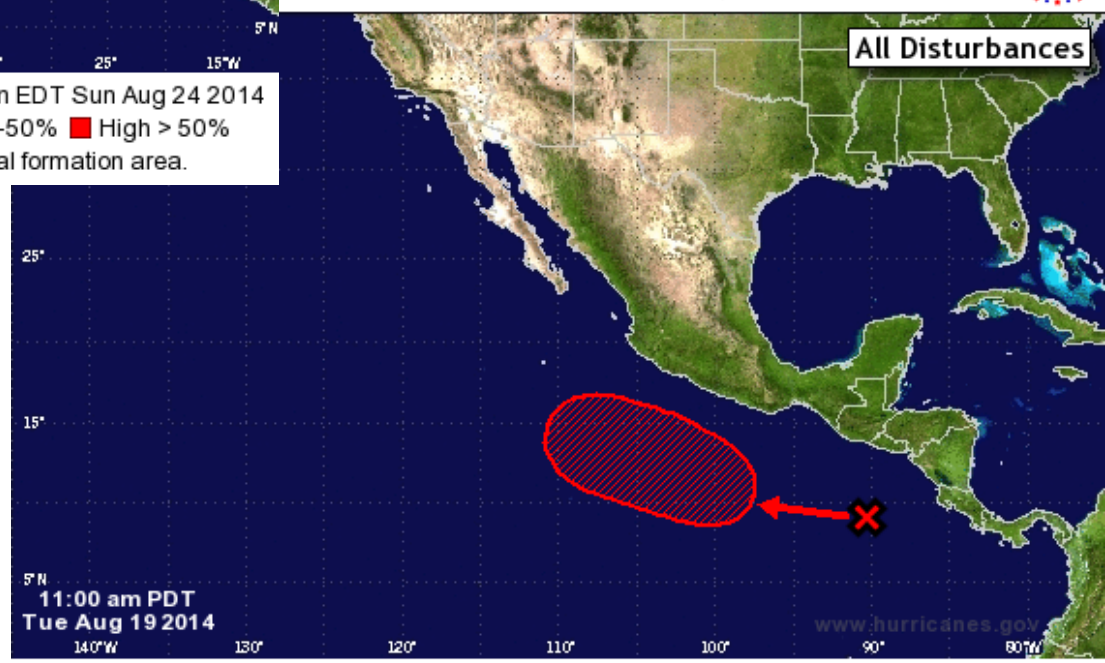 5°N
25° 15°W
n EDT Sun Aug 24 2014
-50% High > 50%
al formation area.
All Disturbances
25°
15°
5°N
11:00 am PDT
Tue Aug 19 2014
www.hurricanes.gov
140°W 130° 120° 110° 100° 90° 80°W